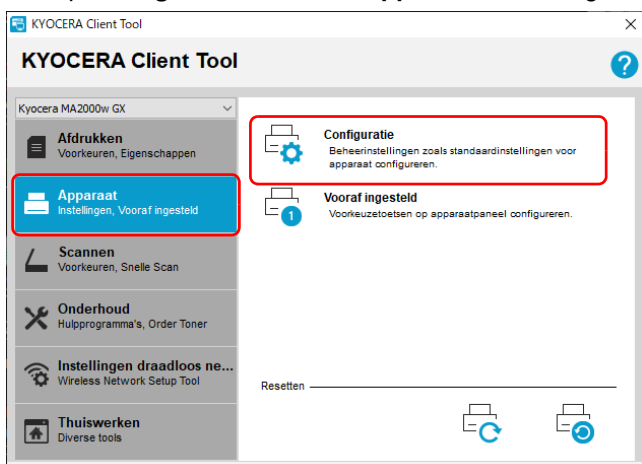 KYOCERA Client Tool
KYOCERA Client Tool
?
Kyocera MA2000w GX
Afdrukken
Voorkeuren, Eigenschappen
Apparaat
Instellingen, Vooraf ingesteld
Scannen
Voorkeuren, Snelle Scan
Onderhoud
Hulpprogramma's, Order Toner
Instellingen draadloos ne...
Wireless Network Setup Tool
Thuiswerken
Diverse tools
Configuratie
Beheerinstellingen zoals standaardinstellingen voor
apparaat configureren.
Vooraf ingesteld
1
Voorkeuzetoetsen op apparaatpaneel configureren.
Resetten